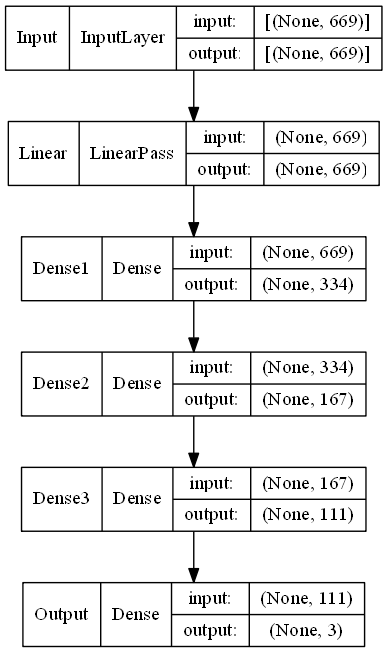 Input InputLayer input: [(None, 669)]
output: [(None, 669)]
Linear LinearPass input: (None, 669)
output: (None, 669)
Dense1 Dense input: (None, 669)
output: (None, 334)
Dense2 Dense input: (None, 334)
output: (None, 167)
Dense3 Dense input: (None, 167)
output: (None, 111)
Output Dense input: (None, 111)
output: (None, 3)